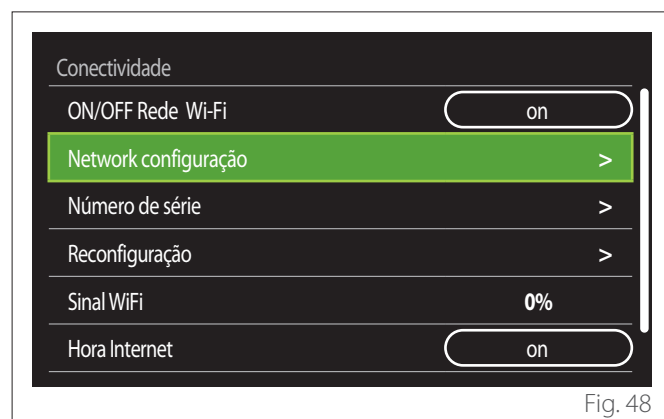 Conectividade
ON/OFF Rede Wi-Fi on
Network configuração >
Número de série >
Reconfiguração >
Sinal WiFi 0%
Hora Internet on
Fig. 48